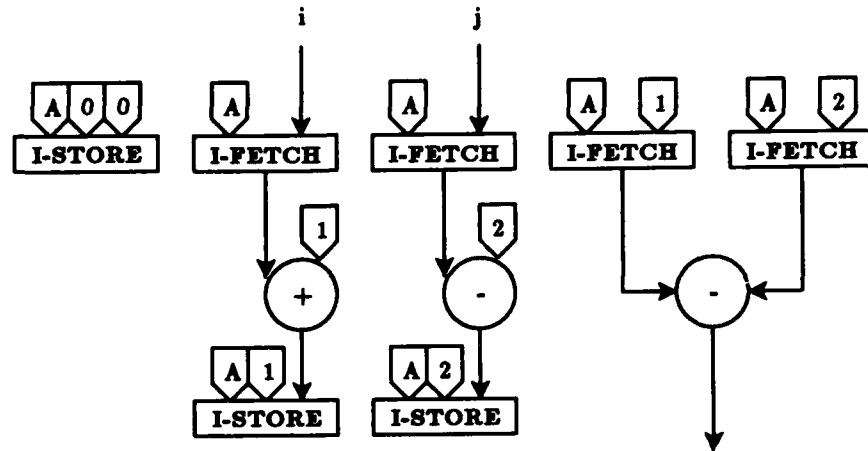 i j
A 0 0 A A A 1 A 2
I-STORE I-FETCH I-FETCH I-FETCH I-FETCH
1 2
+ - -
A 1 A 2
I-STORE I-STORE